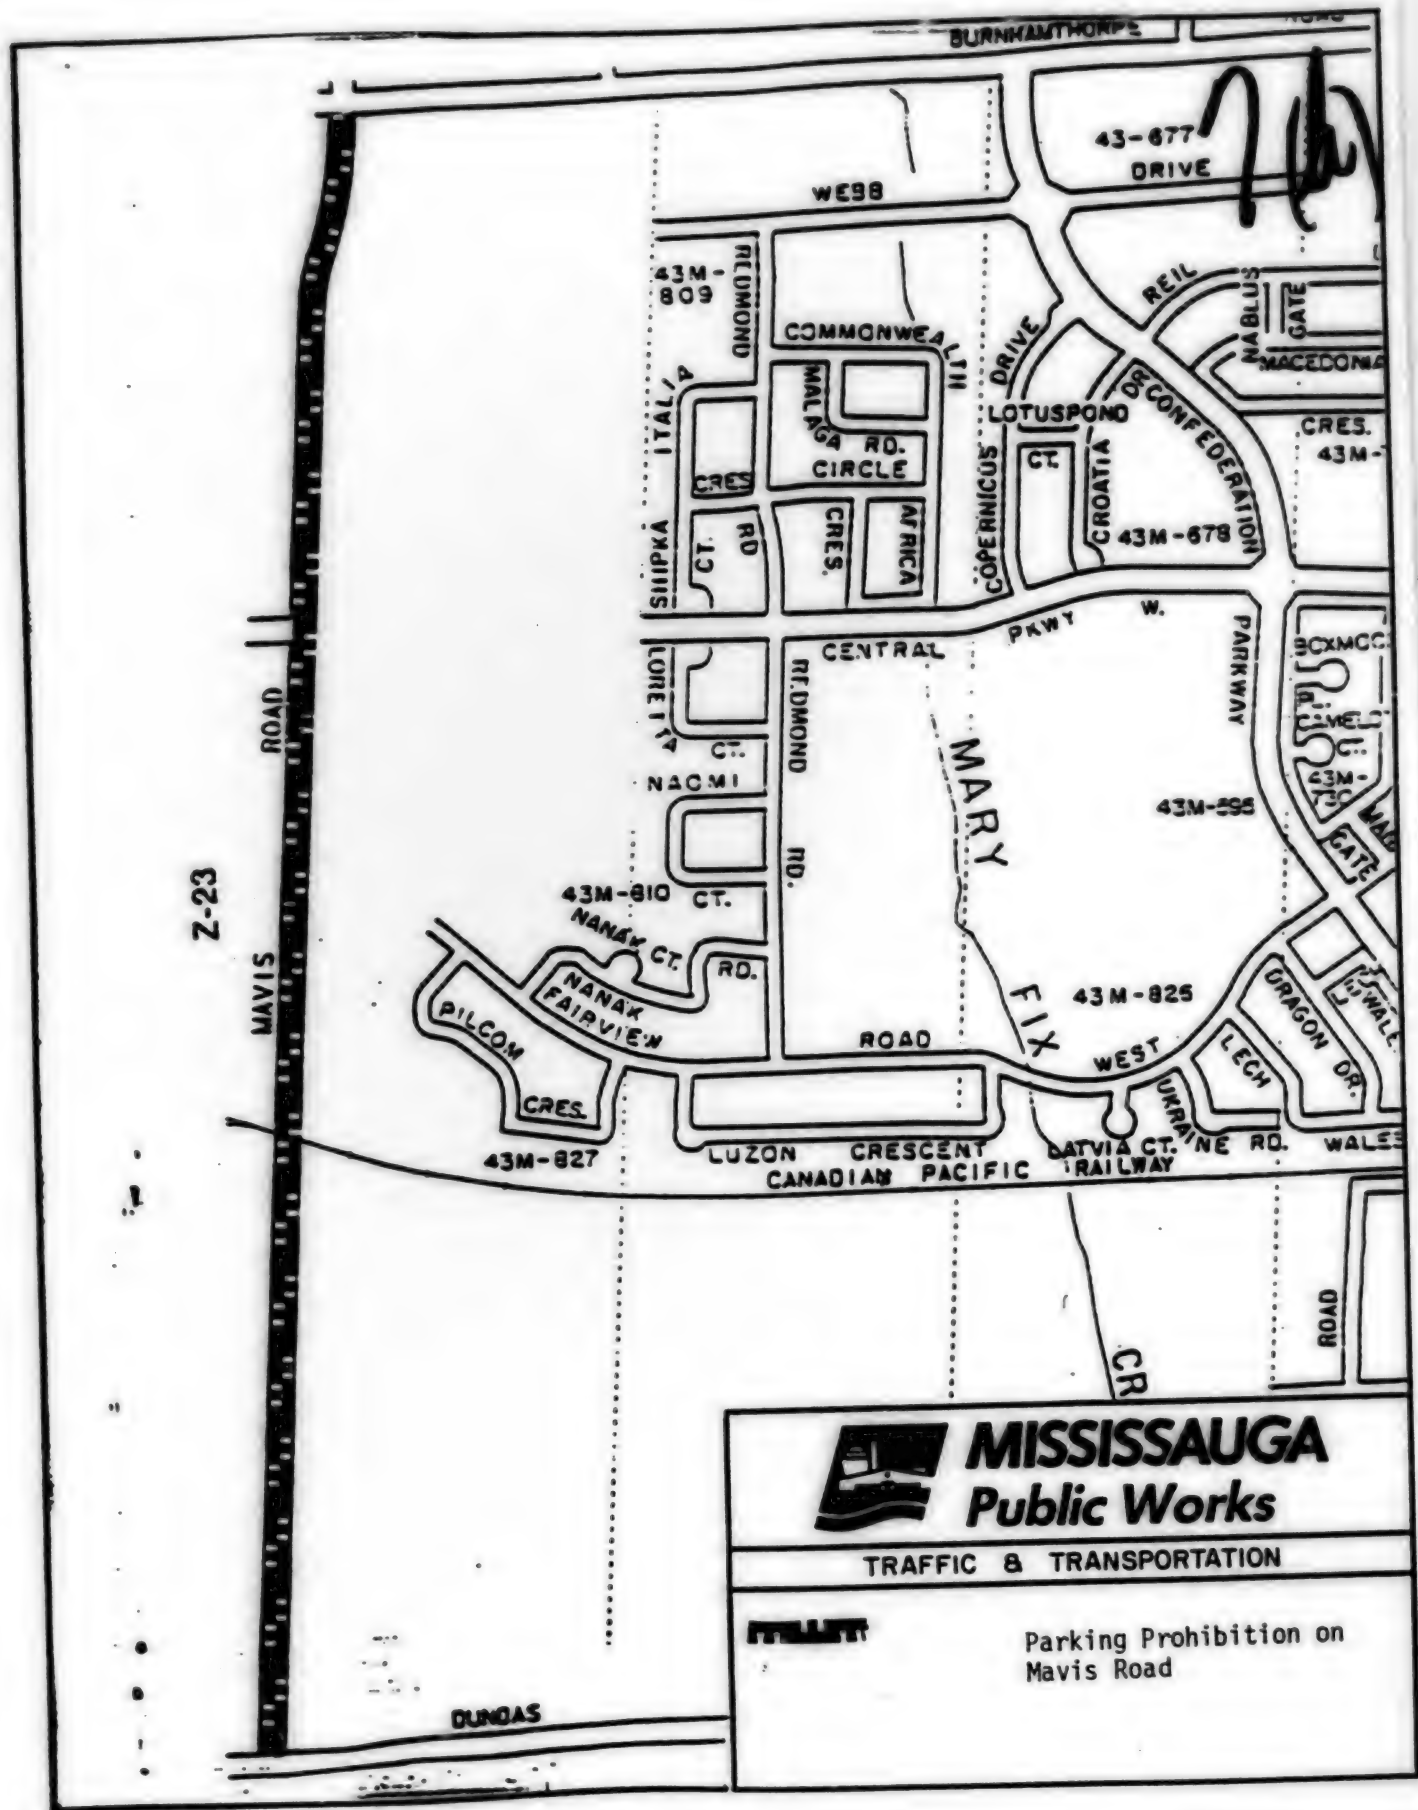 BURNHAMTHORPE
43-677
DRIVE
WEBB
43M-
809
REDMOND
REIL
NABLUS
GATE
COMMONWEALTH
DRIVE
MACEDONIA
MALAGA RD.
LOTUSPOND
DR
CONFEDERATION
CRES.
43M-
CIRCLE
CT.
CRES
CROATIA
COPERNICUS
SHIPKA
CT.
RD
CRES.
AFRICA
43M-678
CENTRAL
PKWY
W.
PARKWAY
LORETTA
CT.
REDMOND
RD.
ROAD
MARY
NAOMI
43M-595
43M-
GATE
Z-23
43M-810
CT.
NANAK CT.
RD.
NANAK
FAIRVIEW
MAVIS
PILCOM
CRES.
ROAD
FIX
43M-825
WEST
DRAGON DR.
LECH
UKRAINE RD.
WALES
43M-827
LUZON CRESCENT
LATVIA CT.
CANADIAN PACIFIC RAILWAY
CR
ROAD
MISSISSAUGA
Public Works
TRAFFIC & TRANSPORTATION
Parking Prohibition on
Mavis Road
DUNDAS